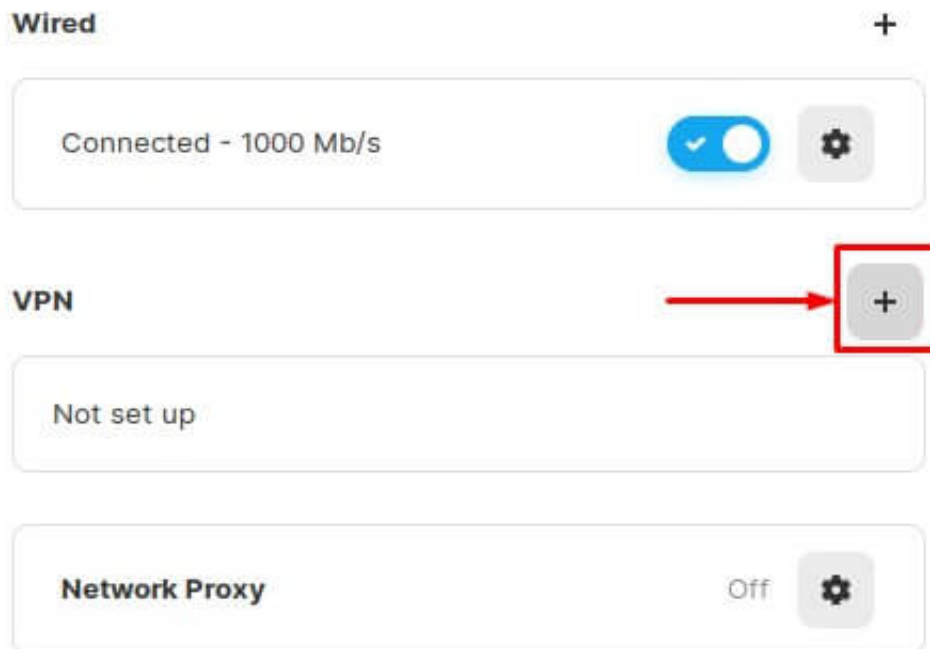 Wired +
Connected - 1000 Mb/s
VPN +
Not set up
Network Proxy Off